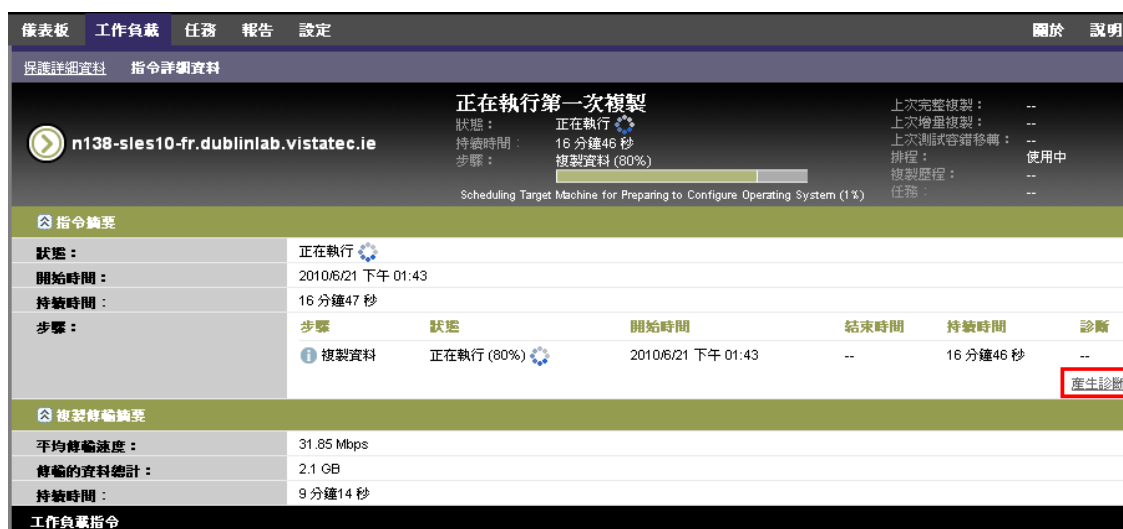 儀表板 工作負載 任務 報告 設定 關於 說明
保護詳細資料 指令詳細資料
n138-sles10-fr.dublinlab.vistatec.ie
正在執行第一次複製
狀態： 正在執行
持續時間： 16 分鐘46 秒
步驟： 複製資料 (80%)
Scheduling Target Machine for Preparing to Configure Operating System (1%)
上次完整複製： --
上次增量複製： --
上次測試容錯移轉： --
排程： 使用中
複製歷程： --
任務： --
指令摘要
狀態： 正在執行
開始時間： 2010/6/21 下午 01:43
持續時間： 16 分鐘47 秒
步驟： 步驟 狀態 開始時間 結束時間 持續時間 診斷
複製資料 正在執行 (80%) 2010/6/21 下午 01:43 -- 16 分鐘46 秒 --
產生診斷
複製傳輸摘要
平均傳輸速度： 31.85 Mbps
傳輸的資料總計： 2.1 GB
持續時間： 9 分鐘14 秒
工作負載指令